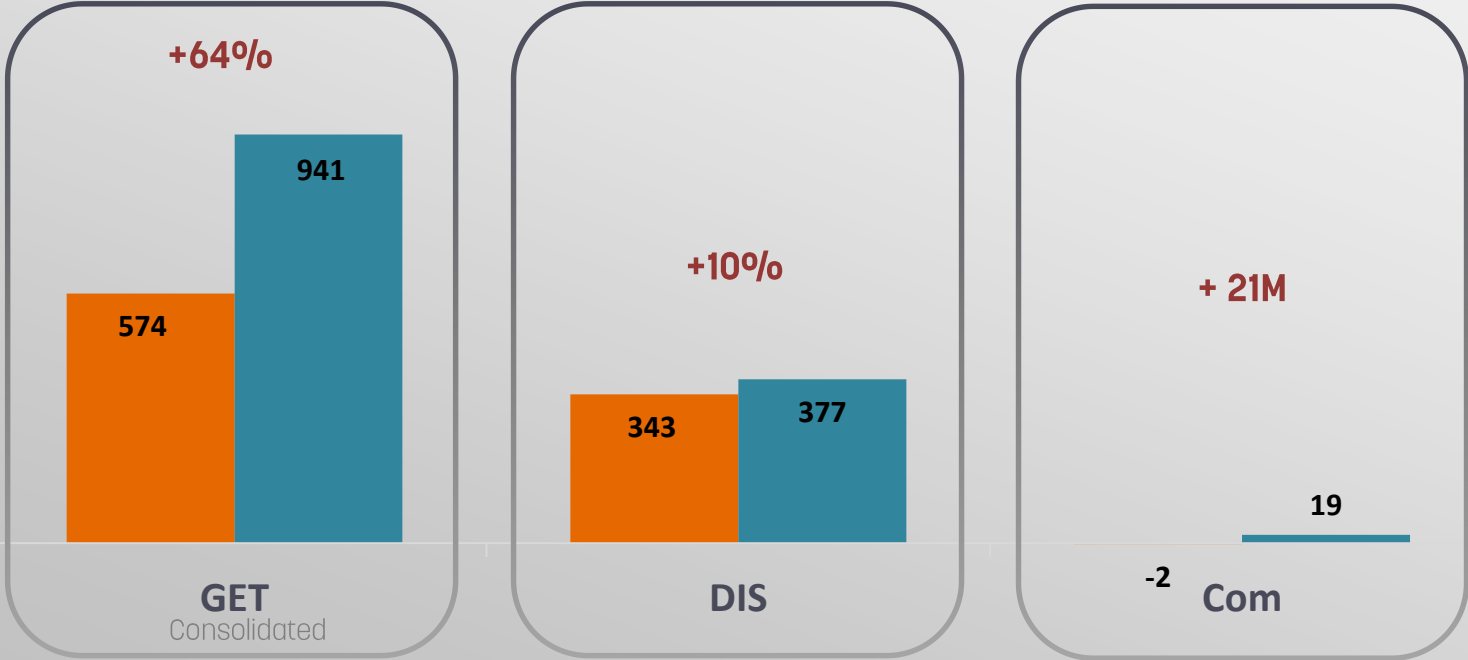 +64%
941
574
GET
Consolidated
+10%
343
377
DIS
+ 21M
19
-2
Com